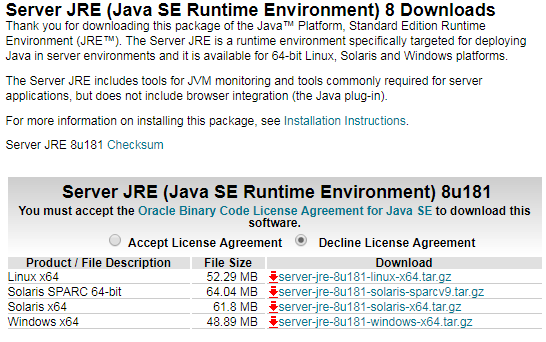 Server JRE (Java SE Runtime Environment) 8 Downloads
Thank you for downloading this package of the Java™ Platform, Standard Edition Runtime
Environment (JRE™). The Server JRE is a runtime environment specifically targeted for deploying
Java in server environments and it is available for 64-bit Linux, Solaris and Windows platforms.
The Server JRE includes tools for JVM monitoring and tools commonly required for server
applications, but does not include browser integration (the Java plug-in).
For more information on installing this package, see Installation Instructions.
Server JRE 8u181 Checksum
Server JRE (Java SE Runtime Environment) 8u181
You must accept the Oracle Binary Code License Agreement for Java SE to download this
software.
Accept License Agreement Decline License Agreement
Product / File Description File Size Download
Linux x64 52.29 MB server-jre-8u181-linux-x64.tar.gz
Solaris SPARC 64-bit 64.04 MB server-jre-8u181-solaris-sparcv9.tar.gz
Solaris x64 61.8 MB server-jre-8u181-solaris-x64.tar.gz
Windows x64 48.89 MB server-jre-8u181-windows-x64.tar.gz